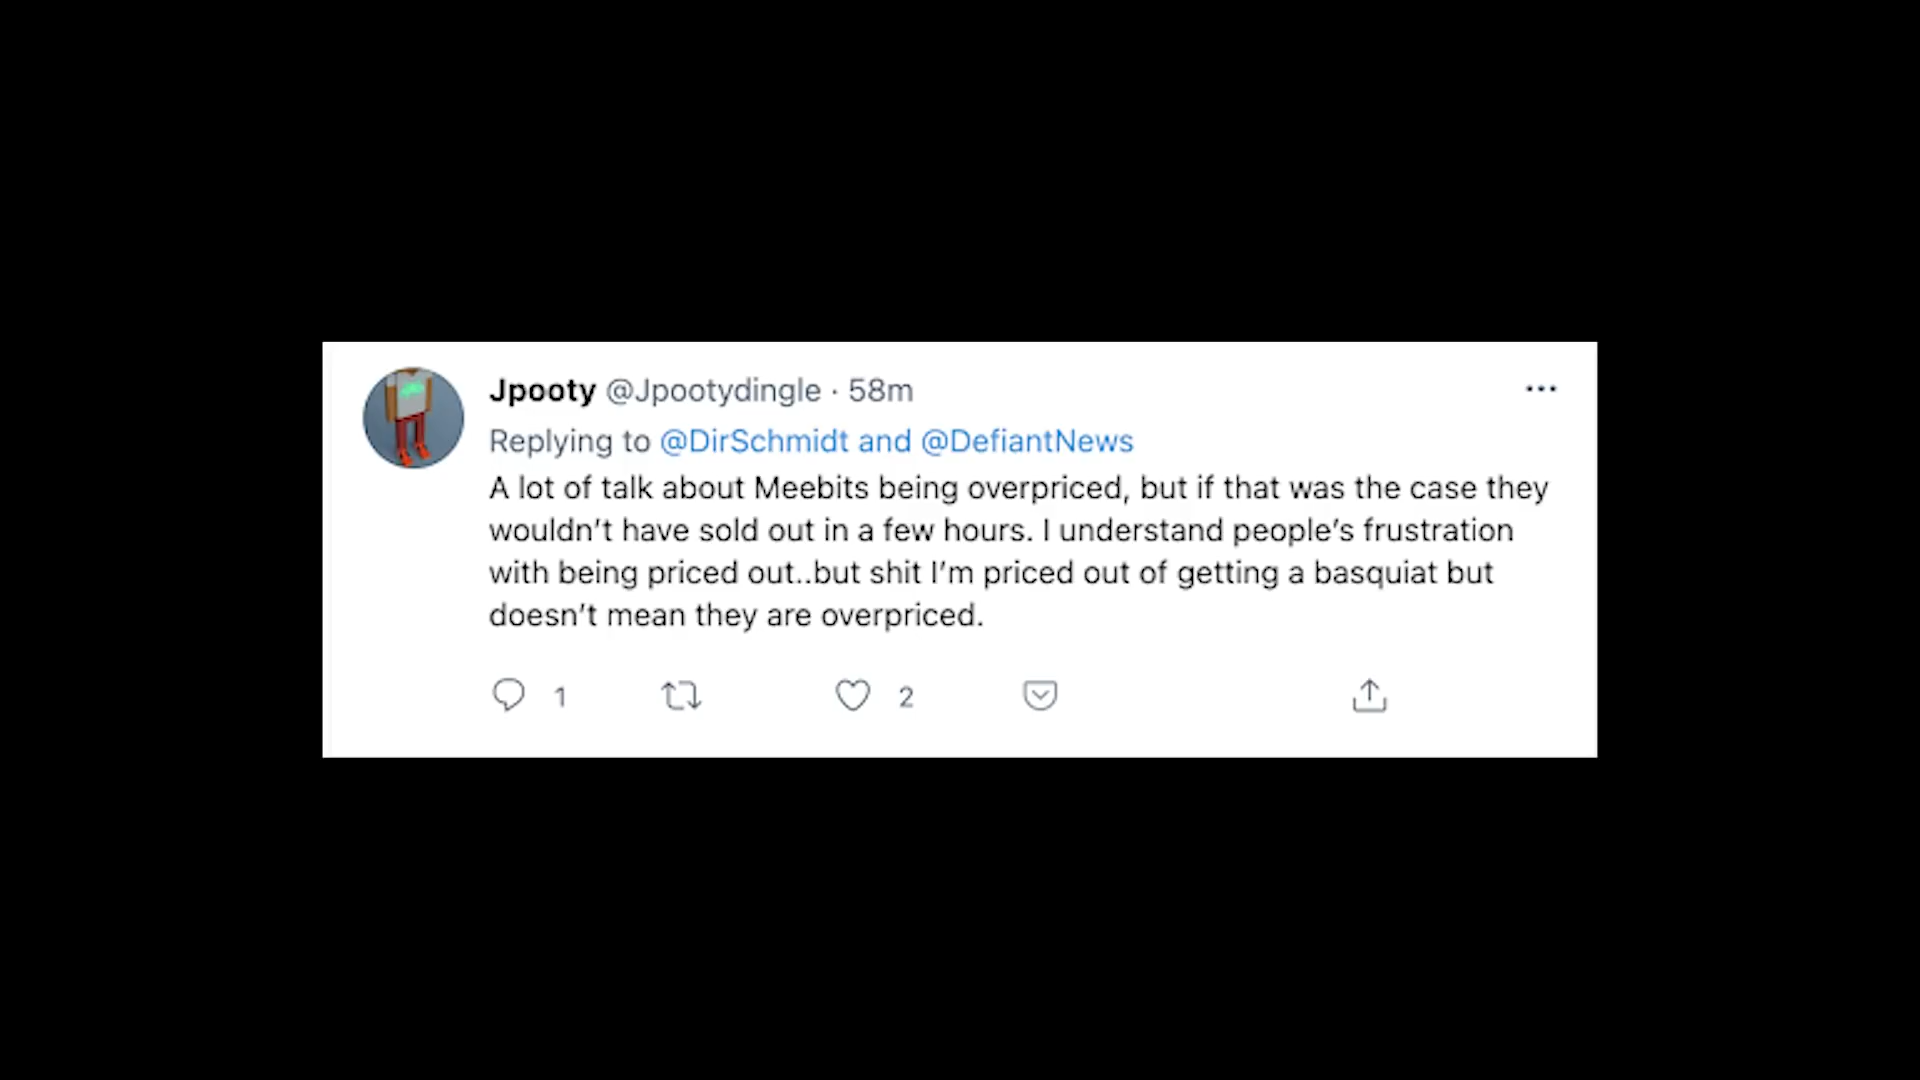 Jpooty @Jpootydingle · 58m
Replying to @DirSchmidt and @DefiantNews
A lot of talk about Meebits being overpriced, but if that was the case they
wouldn’t have sold out in a few hours. I understand people’s frustration
with being priced out..but shit I’m priced out of getting a basquiat but
doesn’t mean they are overpriced.
1 2